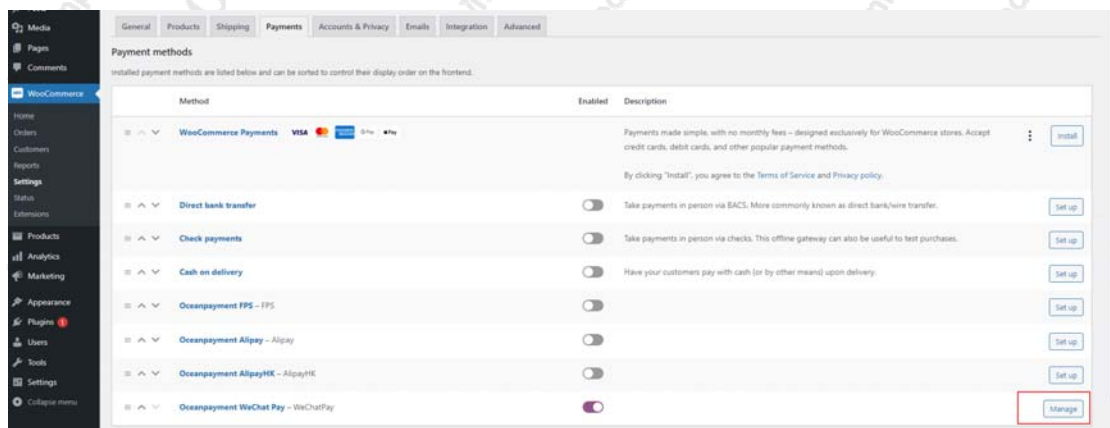 Media
Pages
Comments
WooCommerce
Home
Orders
Customers
Reports
Settings
Status
Extensions
Products
Analytics
Marketing
Appearance
Plugins 1
Users
Tools
Settings
Collapse menu
General Products Shipping Payments Accounts & Privacy Emails Integration Advanced
Payment methods
Installed payment methods are listed below and can be sorted to control their display order on the frontend.
Method Enabled Description
WooCommerce Payments VISA G Pay Pay Payments made simple, with no monthly fees – designed exclusively for WooCommerce stores. Accept Install
credit cards, debit cards, and other popular payment methods.
By clicking "Install", you agree to the Terms of Service and Privacy policy.
Direct bank transfer Take payments in person via BACS. More commonly known as direct bank/wire transfer. Set up
Check payments Take payments in person via checks. This offline gateway can also be useful to test purchases. Set up
Cash on delivery Have your customers pay with cash (or by other means) upon delivery. Set up
Oceanpayment FPS – FPS Set up
Oceanpayment Alipay – Alipay Set up
Oceanpayment AlipayHK – AlipayHK Set up
Oceanpayment WeChat Pay – WeChatPay Manage